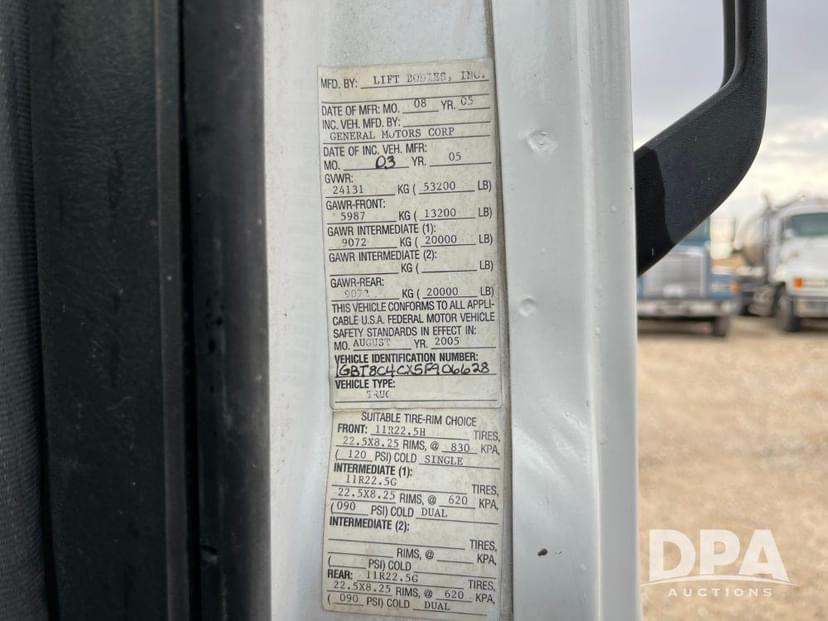 MFD. BY: LIFT BODIES, INC.
DATE OF MFR: MO. 08 YR. 05
INC. VEH. MFD. BY:
GENERAL MOTORS CORP
DATE OF INC. VEH. MFR:
MO. 03 YR. 05
GVWR:
24131 KG ( 53200 LB)
GAWR-FRONT:
5987 KG ( 13200 LB)
GAWR INTERMEDIATE (1):
9072 KG ( 20000 LB)
GAWR INTERMEDIATE (2):
KG ( LB)
GAWR-REAR:
9072 KG ( 20000 LB)
THIS VEHICLE CONFORMS TO ALL APPLI-
CABLE U.S.A. FEDERAL MOTOR VEHICLE
SAFETY STANDARDS IN EFFECT IN:
MO. AUGUST YR. 2005
VEHICLE IDENTIFICATION NUMBER:
1GBT8C4CX5F906628
VEHICLE TYPE:
TRUC
SUITABLE TIRE-RIM CHOICE
FRONT: 11R22.5H TIRES,
22.5X8.25 RIMS, @ 830 KPA,
( 120 PSI) COLD SINGLE
INTERMEDIATE (1):
11R22.5G TIRES,
22.5X8.25 RIMS, @ 620 KPA,
(090 PSI) COLD DUAL
INTERMEDIATE (2):
TIRES,
RIMS, @ KPA,
( PSI) COLD
REAR: 11R22.5G TIRES,
22.5X8.25 RIMS, @ 620 KPA,
(090 PSI) COLD DUAL
DPA
AUCTIONS